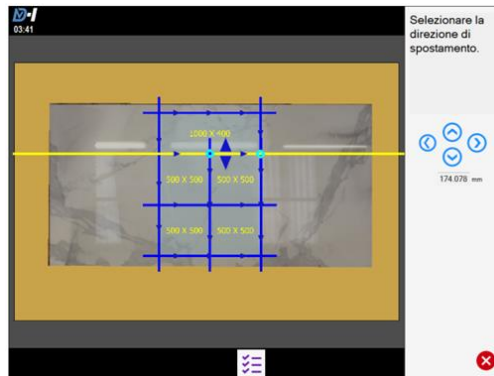 03:41
Selezionare la
direzione di
spostamento.
1000 X 400
500 X 500
500 X 500
174.078 mm
500 X 500
500 X 500